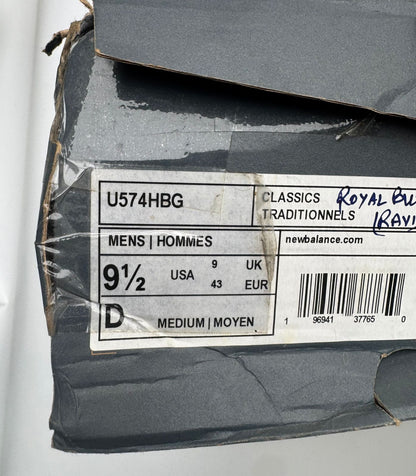 U574HBG
CLASSICS
TRADITIONNELS
ROYAL
MENS | HOMMES
newbalance.com
9½ USA 9 UK
43 EUR
D MEDIUM | MOYEN
1 96941 37765 0